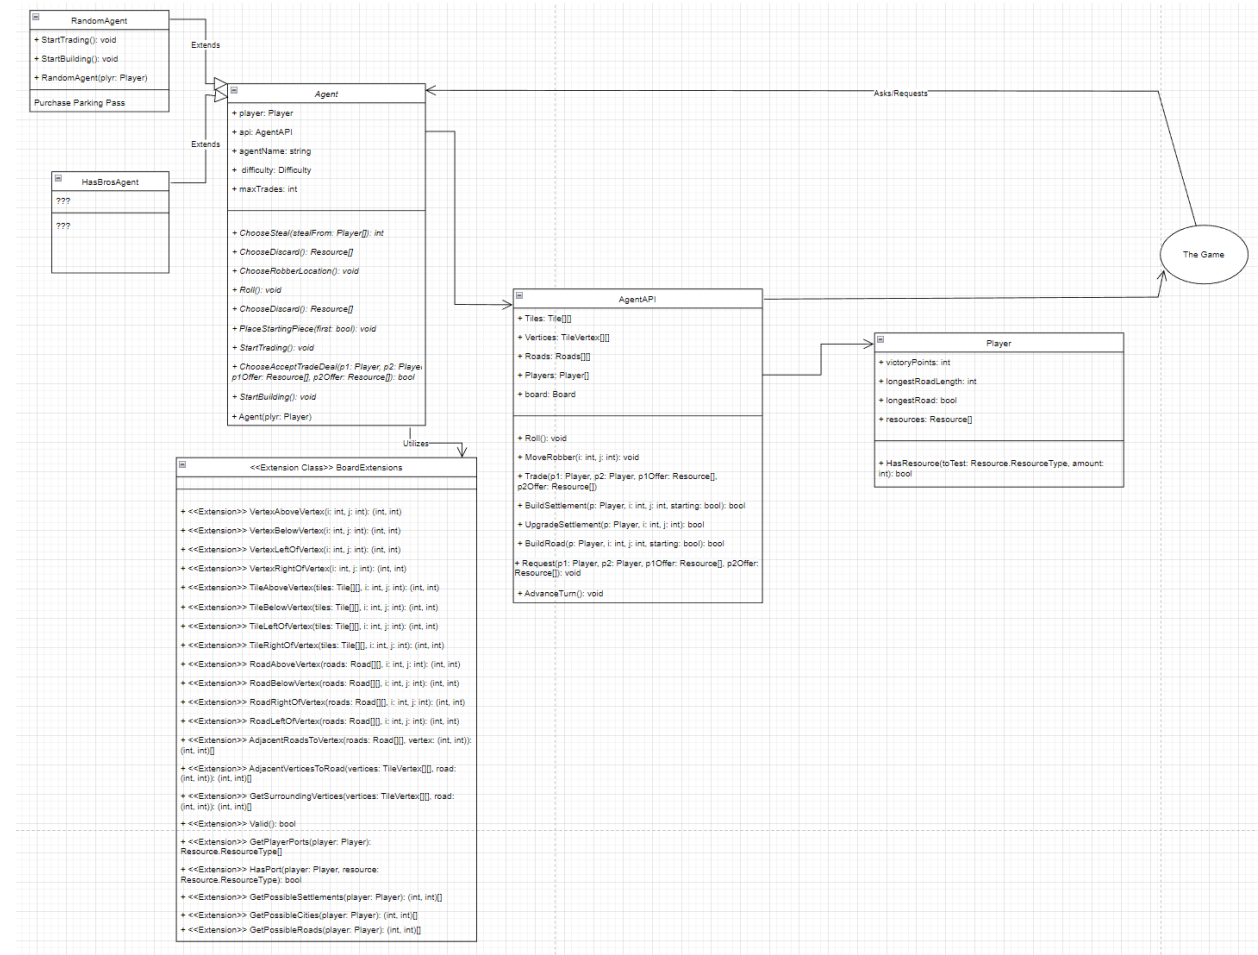 RandomAgent
+ StartTrading(): void
+ StartBuilding(): void
+ RandomAgent(plyr: Player)
Purchase Parking Pass
Extends
HasBrosAgent
???
???
Extends
Agent
+ player: Player
+ api: AgentAPI
+ agentName: string
+ difficulty: Difficulty
+ maxTrades: int
+ ChooseSteal(stealFrom: Player[]): int
+ ChooseDiscard(): Resource[]
+ ChooseRobberLocation(): void
+ Roll(): void
+ ChooseDiscard(): Resource[]
+ PlaceStartingPiece(first: bool): void
+ StartTrading(): void
+ ChooseAcceptTradeDeal(p1: Player, p2: Player
p1Offer: Resource[], p2Offer: Resource[]): bool
+ StartBuilding(): void
+ Agent(plyr: Player)
Asks/Requests
The Game
Utilizes
AgentAPI
+ Tiles: Tile[][]
+ Vertices: TileVertex[][]
+ Roads: Roads[][]
+ Players: Player[]
+ board: Board
+ Roll(): void
+ MoveRobber(i: int, j: int): void
+ Trade(p1: Player, p2: Player, p1Offer: Resource[],
p2Offer: Resource[])
+ BuildSettlement(p: Player, i: int, j: int, starting: bool): bool
+ UpgradeSettlement(p: Player, i: int, j: int): bool
+ BuildRoad(p: Player, i: int, j: int, starting: bool): bool
+ Request(p1: Player, p2: Player, p1Offer: Resource[], p2Offer:
Resource[]): void
+ AdvanceTurn(): void
Player
+ victoryPoints: int
+ longestRoadLength: int
+ longestRoad: bool
+ resources: Resource[]
+ HasResource(toTest: Resource.ResourceType, amount:
int): bool
<<Extension Class>> BoardExtensions
+ <<Extension>> VertexAboveVertex(i: int, j: int): (int, int)
+ <<Extension>> VertexBelowVertex(i: int, j: int): (int, int)
+ <<Extension>> VertexLeftOfVertex(i: int, j: int): (int, int)
+ <<Extension>> VertexRightOfVertex(i: int, j: int): (int, int)
+ <<Extension>> TileAboveVertex(tiles: Tile[][], i: int, j: int): (int, int)
+ <<Extension>> TileBelowVertex(tiles: Tile[][], i: int, j: int): (int, int)
+ <<Extension>> TileLeftOfVertex(tiles: Tile[][], i: int, j: int): (int, int)
+ <<Extension>> TileRightOfVertex(tiles: Tile[][], i: int, j: int): (int, int)
+ <<Extension>> RoadAboveVertex(roads: Road[][], i: int, j: int): (int, int)
+ <<Extension>> RoadBelowVertex(roads: Road[][], i: int, j: int): (int, int)
+ <<Extension>> RoadRightOfVertex(roads: Road[][], i: int, j: int): (int, int)
+ <<Extension>> RoadLeftOfVertex(roads: Road[][], i: int, j: int): (int, int)
+ <<Extension>> AdjacentRoadsToVertex(roads: Road[][], vertex: (int, int)):
(int, int)[]
+ <<Extension>> AdjacentVerticesToRoad(vertices: TileVertex[][], road:
(int, int)): (int, int)[]
+ <<Extension>> GetSurroundingVertices(vertices: TileVertex[][], road:
(int, int)): (int, int)[]
+ <<Extension>> Valid(): bool
+ <<Extension>> GetPlayerPorts(player: Player):
Resource.ResourceType[]
+ <<Extension>> HasPort(player: Player, resource:
Resource.ResourceType): bool
+ <<Extension>> GetPossibleSettlements(player: Player): (int, int)[]
+ <<Extension>> GetPossibleCities(player: Player): (int, int)[]
+ <<Extension>> GetPossibleRoads(player: Player): (int, int)[]